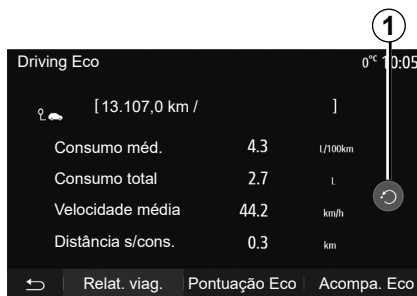 1
Driving Eco 0°C 10:05
[ 13.107,0 km / ]
Consumo méd. 4.3 L/100km
Consumo total 2.7 L
Velocidade média 44.2 km/h
Distância s/cons. 0.3 km
Relat. viag. Pontuação Eco Acompa. Eco